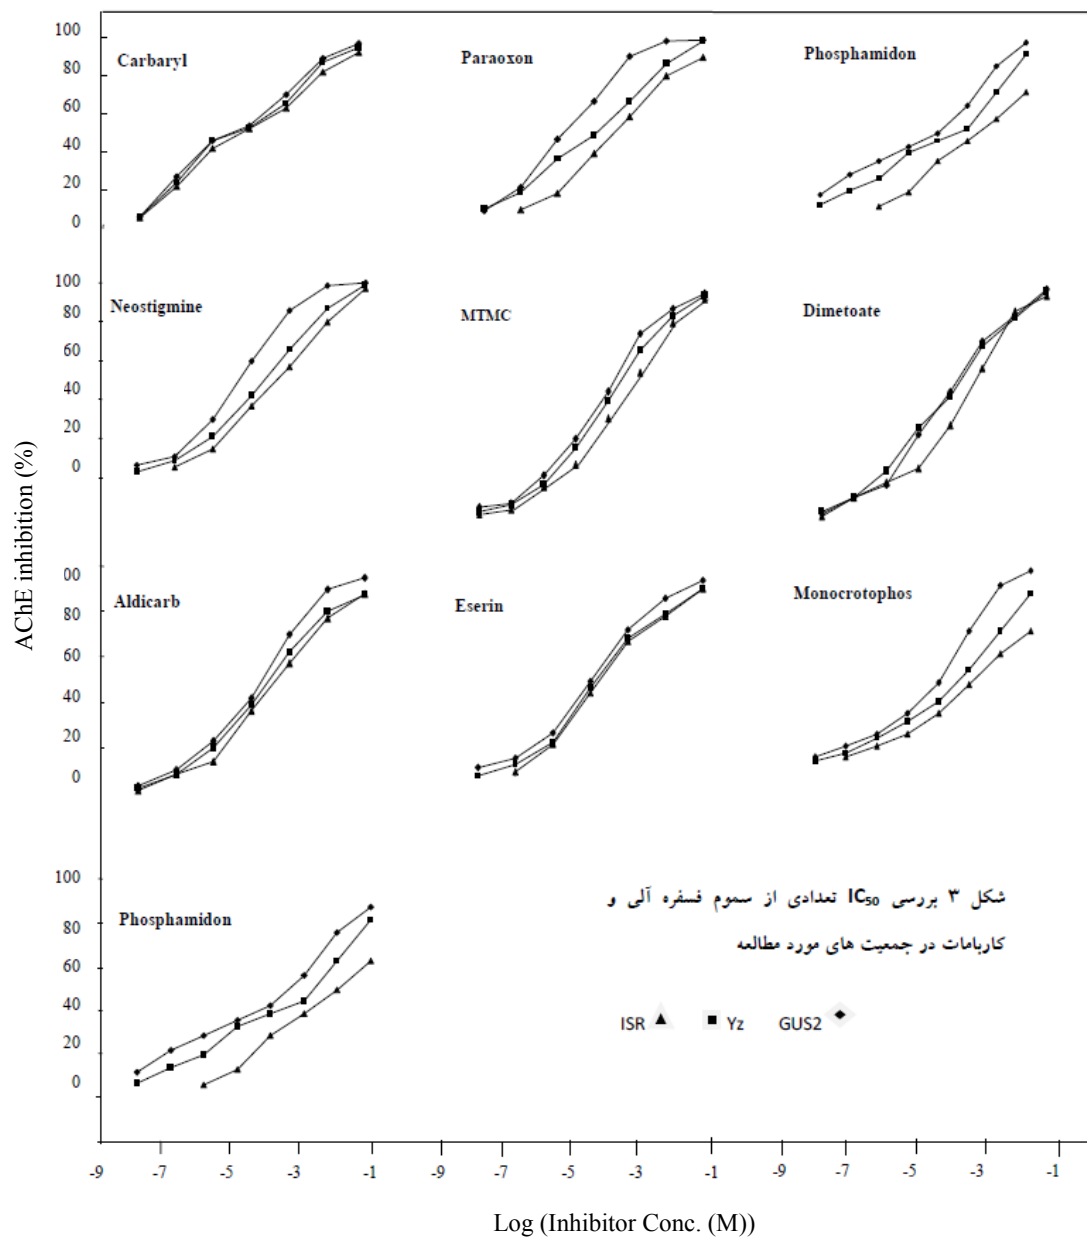 100
80
60
40
20
0
Carbaryl
Paraoxon
Phosphamidon
100
80
60
40
20
0
Neostigmine
MTMC
Dimetoate
AChE inhibition (%)
00
80
60
40
20
0
Aldicarb
Eserin
Monocrotophos
100
80
60
40
20
0
Phosphamidon
شکل ۳ بررسی IC50 تعدادی از سموم فسفره آلی و
کاربامات در جمعیت های مورد مطالعه
ISR Yz GUS2
-9 -7 -5 -3 -1 -7 -5 -3 -1 -7 -5 -3 -1
Log (Inhibitor Conc. (M))